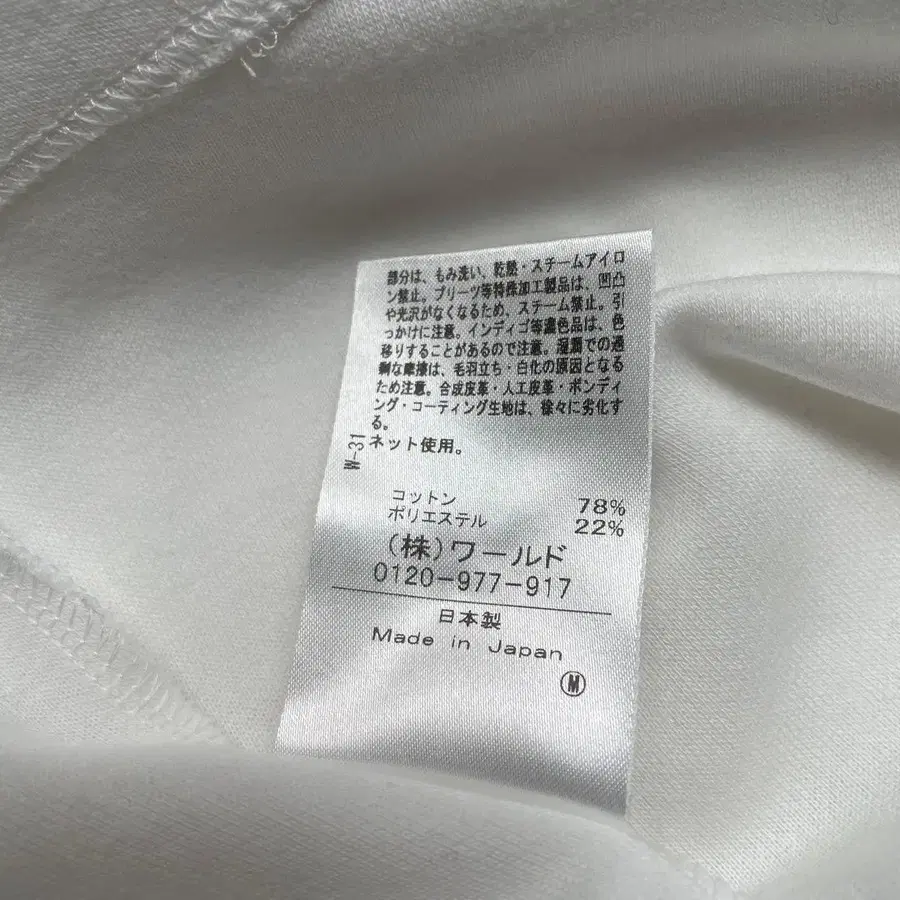 部分は、もみ洗い、乾熱・スチームアイロ
ン禁止。プリーツ等特殊加工製品は、凹凸
や光沢がなくなるため、スチーム禁止。引
っかけに注意。インディゴ等濃色品は、色
移りすることがあるので注意。湿潤での過
剰な摩擦は、毛羽立ち・白化の原因となる
ため注意。合成皮革・人工皮革・ボンディ
ング・コーティング生地は、徐々に劣化す
る。
ネット使用。
W-31
コットン 78%
ポリエステル 22%
(株)ワールド
0120-977-917
日本製
Made in Japan
M